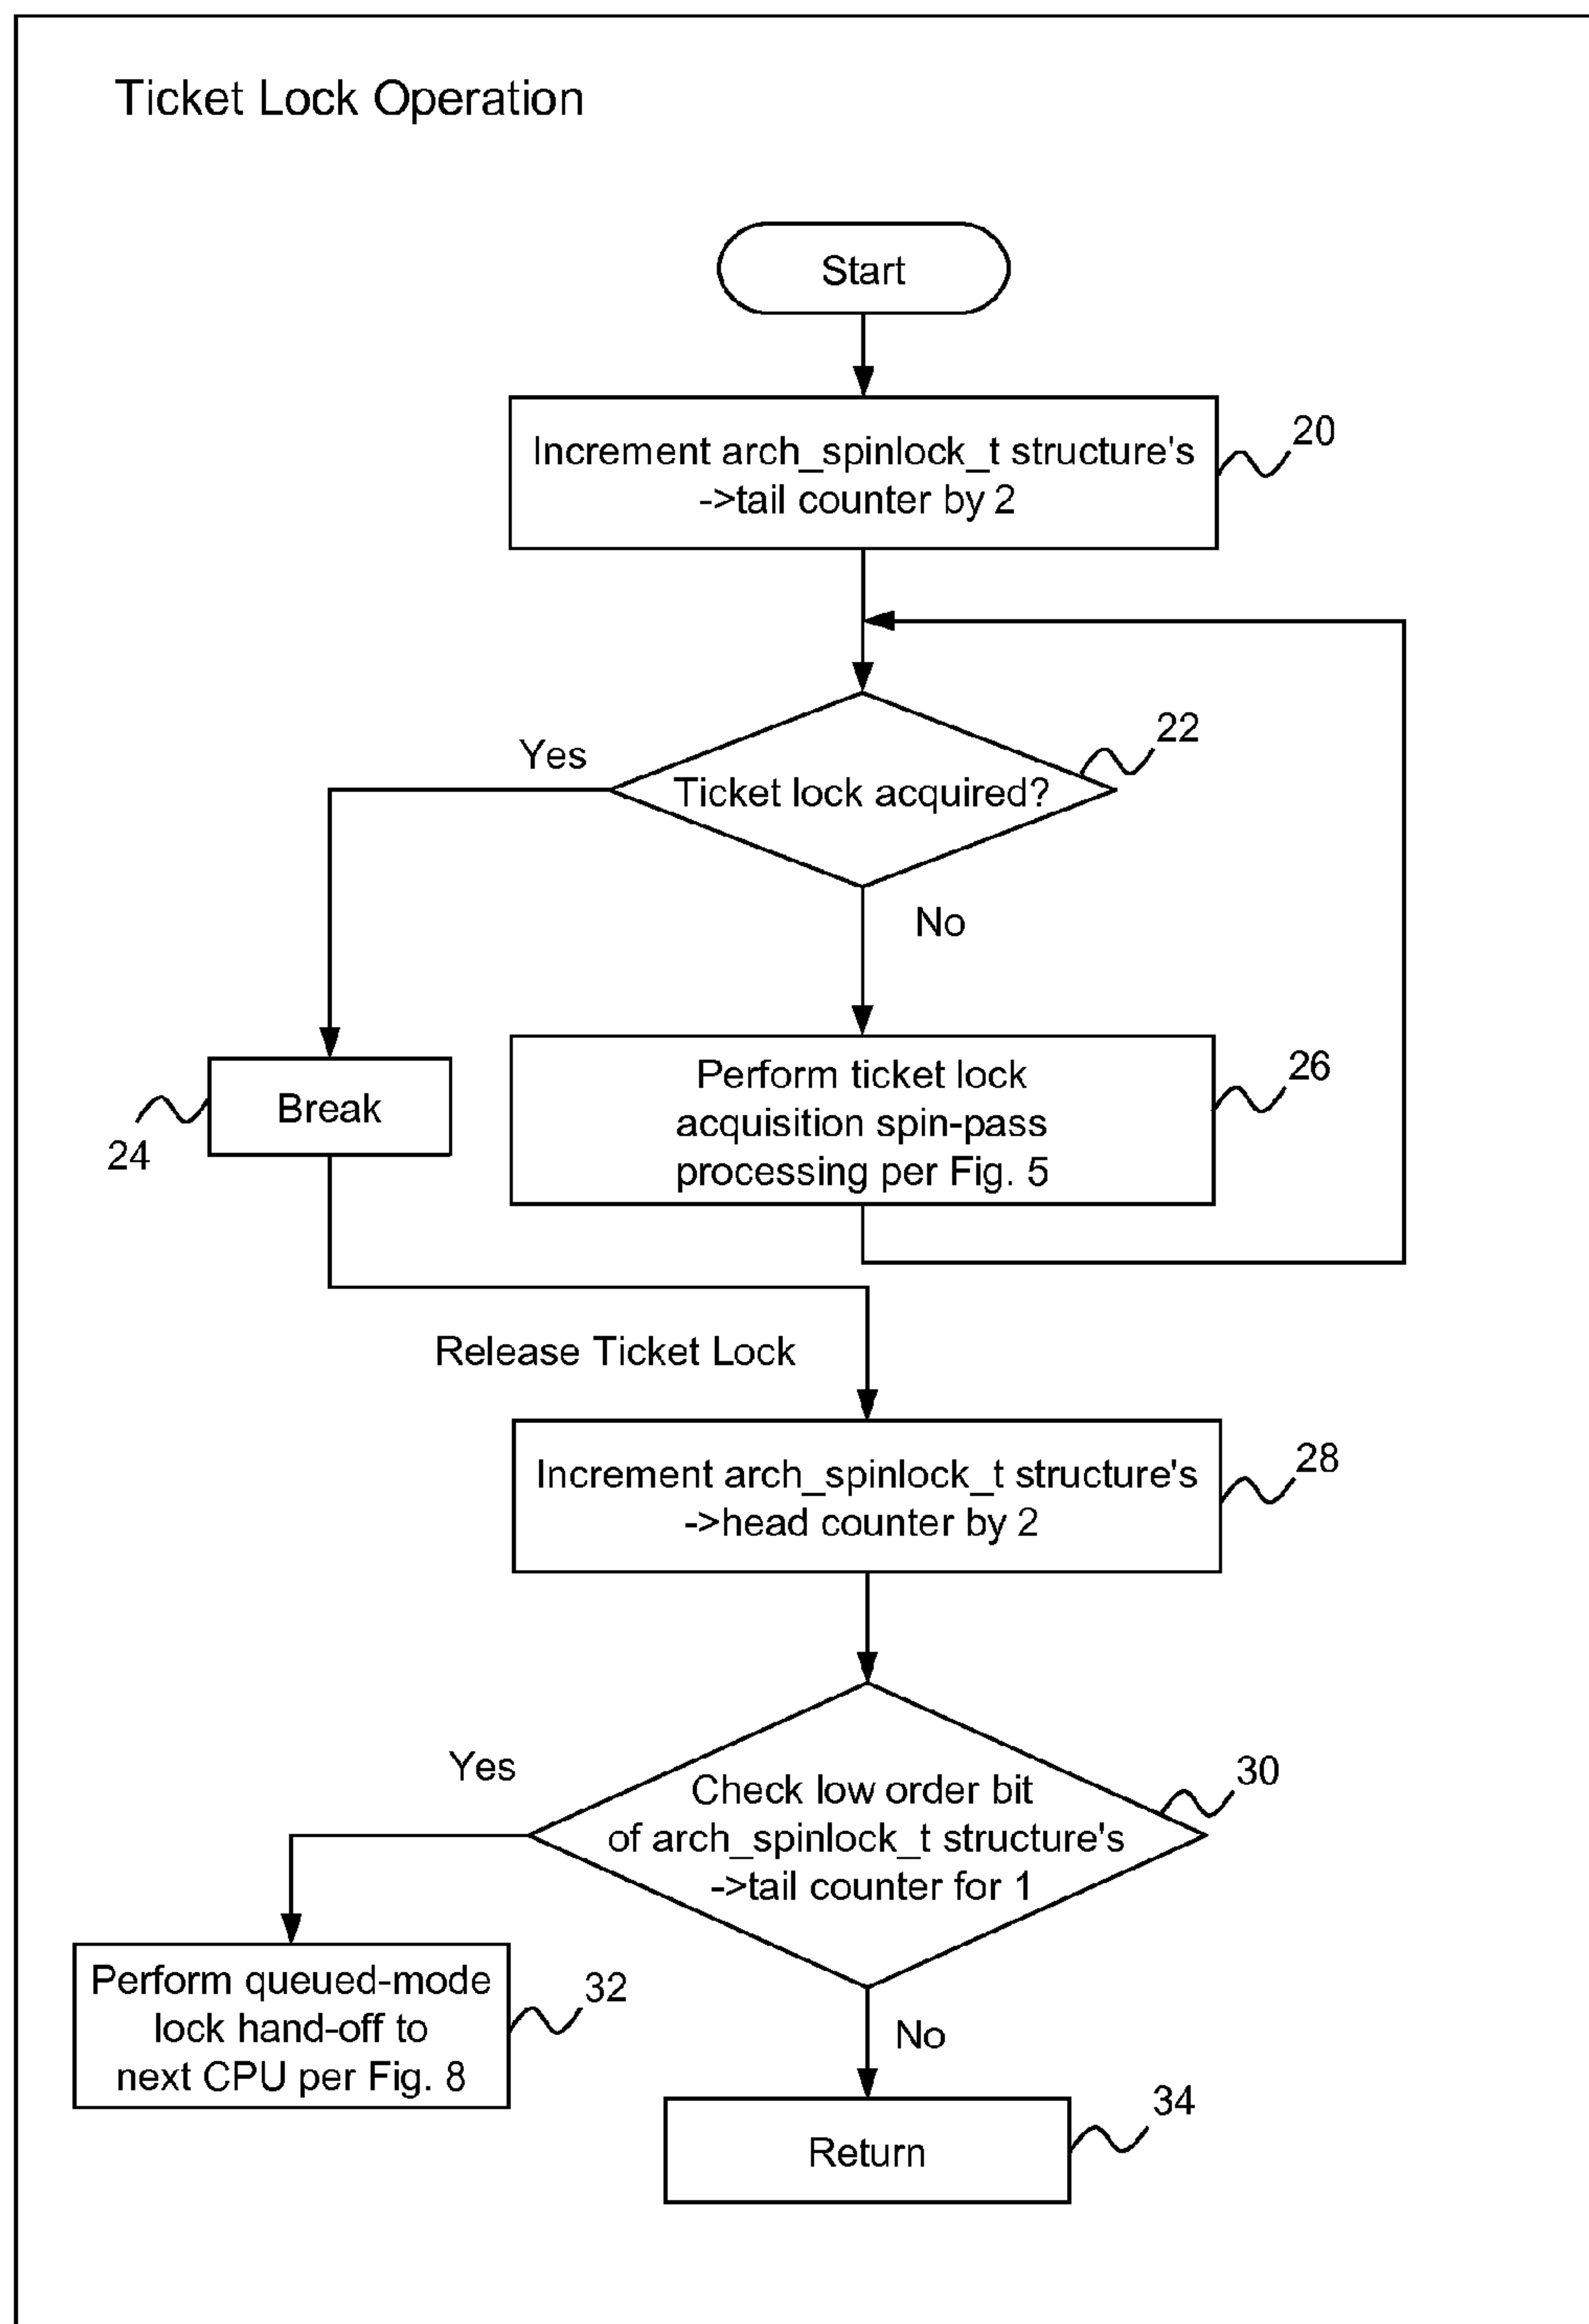 Ticket Lock Operation
Start
Increment arch_spinlock_t structure's
->tail counter by 2
20
Ticket lock acquired?
22
Yes
No
Break
24
Perform ticket lock
acquisition spin-pass
processing per Fig. 5
26
Release Ticket Lock
Increment arch_spinlock_t structure's
->head counter by 2
28
Check low order bit
of arch_spinlock_t structure's
->tail counter for 1
30
Yes
No
Perform queued-mode
lock hand-off to
next CPU per Fig. 8
32
Return
34